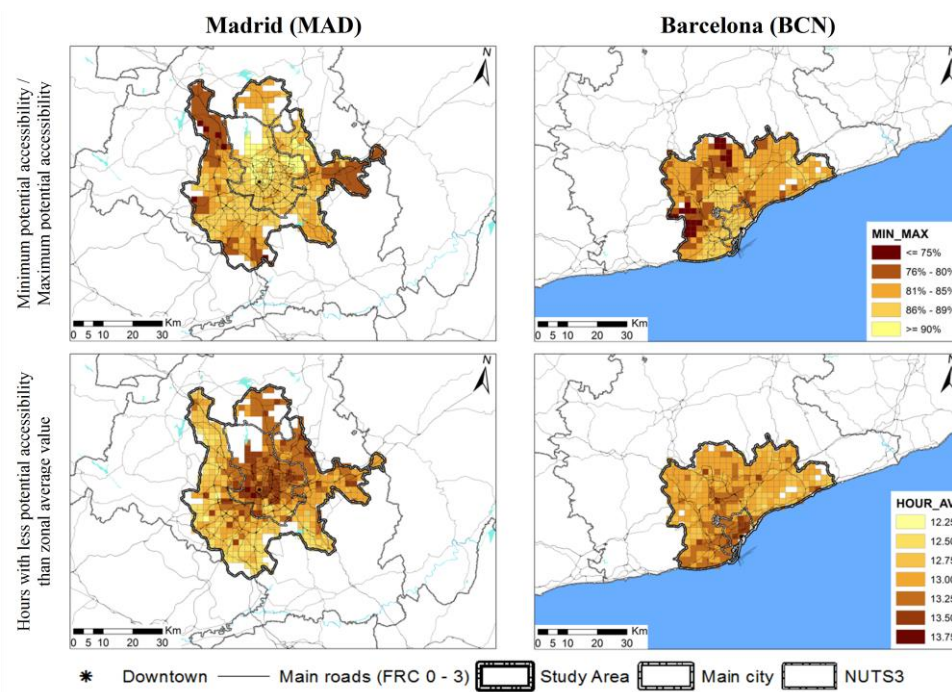 Madrid (MAD)
Barcelona (BCN)
Minimum potential accessibility /
Maximum potential accessibility
N
Km
0 5 10 20 30
N
MIN_MAX
<= 75%
76% - 80%
81% - 85%
86% - 89%
>= 90%
Km
0 5 10 20 30
Hours with less potential accessibility
than zonal average value
N
Km
0 5 10 20 30
N
HOUR_AV
12.25
12.50
12.75
13.00
13.25
13.50
13.75
Km
0 5 10 20 30
Downtown
Main roads (FRC 0 - 3)
Study Area
Main city
NUTS3